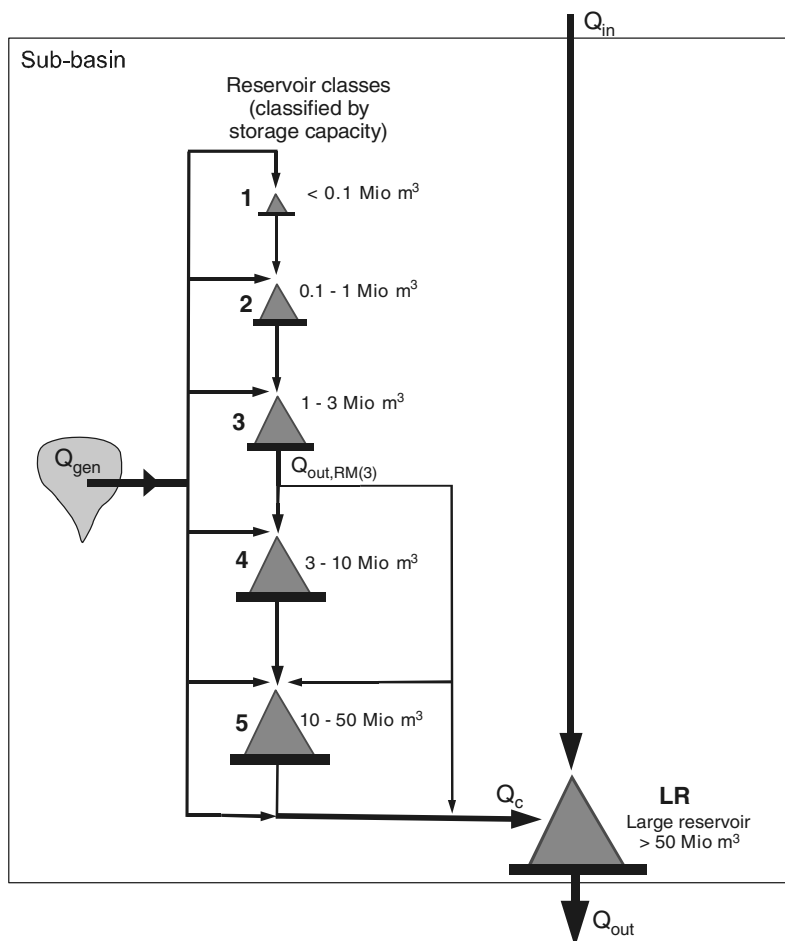 Q_in
Sub-basin
Reservoir classes
(classified by
storage capacity)
1
< 0.1 Mio m³
2
0.1 - 1 Mio m³
3
1 - 3 Mio m³
Q_gen
Q_out,RM(3)
4
3 - 10 Mio m³
5
10 - 50 Mio m³
Q_c
LR
Large reservoir
> 50 Mio m³
Q_out